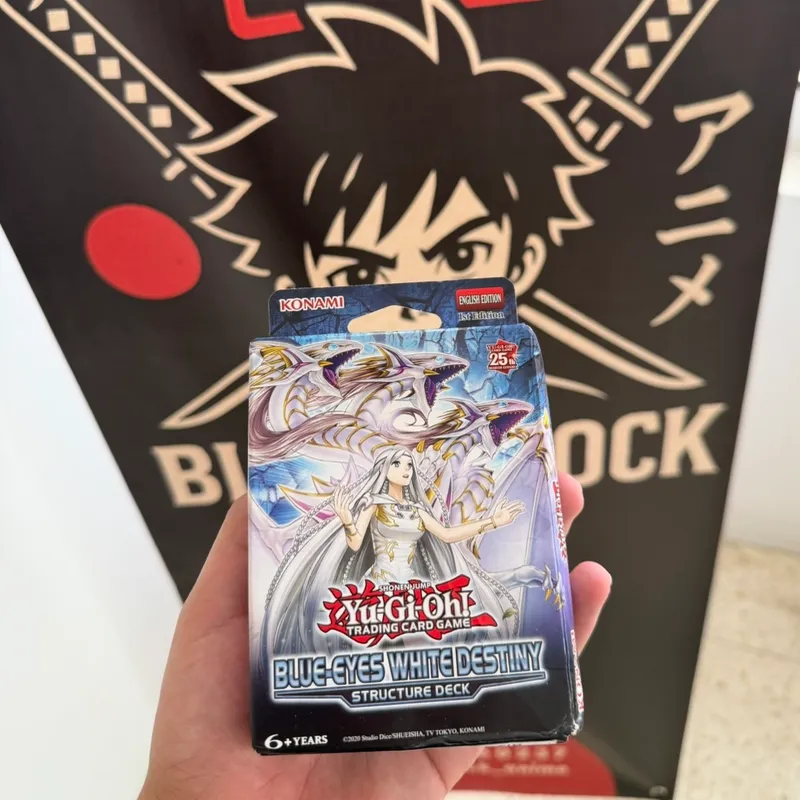 アニメ
BL
OCK
KONAMI
ENGLISH EDITION
1st Edition
25th
SHONEN JUMP
Yu-Gi-Oh!
TRADING CARD GAME
BLUE-EYES WHITE DESTINY
STRUCTURE DECK
6+YEARS
©2020 Studio Dice/SHUEISHA, TV TOKYO, KONAMI